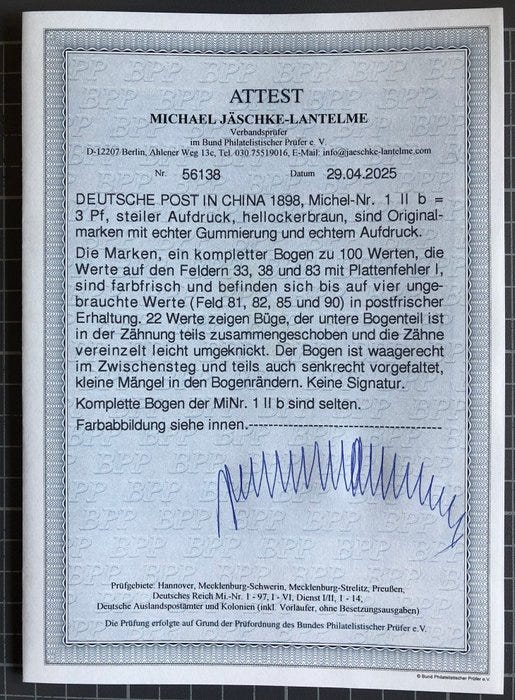 ATTEST
MICHAEL JÄSCHKE-LANTELME
Verbandsprüfer
im Bund Philatelistischer Prüfer e. V.
D-12207 Berlin, Ahlener Weg 13c, Tel. 030 75519016, E-Mail: info@jaeschke-lantelme.com
Nr. 56138 Datum 29.04.2025
DEUTSCHE POST IN CHINA 1898, Michel-Nr. 1 II b =
3 Pf, steiler Aufdruck, hellockerbraun, sind Original-
marken mit echter Gummierung und echtem Aufdruck.
Die Marken, ein kompletter Bogen zu 100 Werten, die
Werte auf den Feldern 33, 38 und 83 mit Plattenfehler I,
sind farbfrisch und befinden sich bis auf vier unge-
brauchte Werte (Feld 81, 82, 85 und 90) in postfrischer
Erhaltung. 22 Werte zeigen Büge, der untere Bogenteil ist
in der Zähnung teils zusammengeschoben und die Zähne
vereinzelt leicht umgeknickt. Der Bogen ist waagerecht
im Zwischensteg und teils auch senkrecht vorgefaltet,
kleine Mängel in den Bogenrändern. Keine Signatur.
Komplette Bogen der MiNr. 1 II b sind selten.
Farbabbildung siehe innen.----------------------------------------
Prüfgebiete: Hannover, Mecklenburg-Schwerin, Mecklenburg-Strelitz, Preußen,
Deutsches Reich Mi.-Nr. 1 - 97, I - VI, Dienst I/II, 1 - 14,
Deutsche Auslandspostämter und Kolonien (inkl. Vorläufer, ohne Besetzungsausgaben)
Die Prüfung erfolgte auf Grund der Prüfordnung des Bundes Philatelistischer Prüfer e.V.
© Bund Philatelistischer Prüfer e.V.